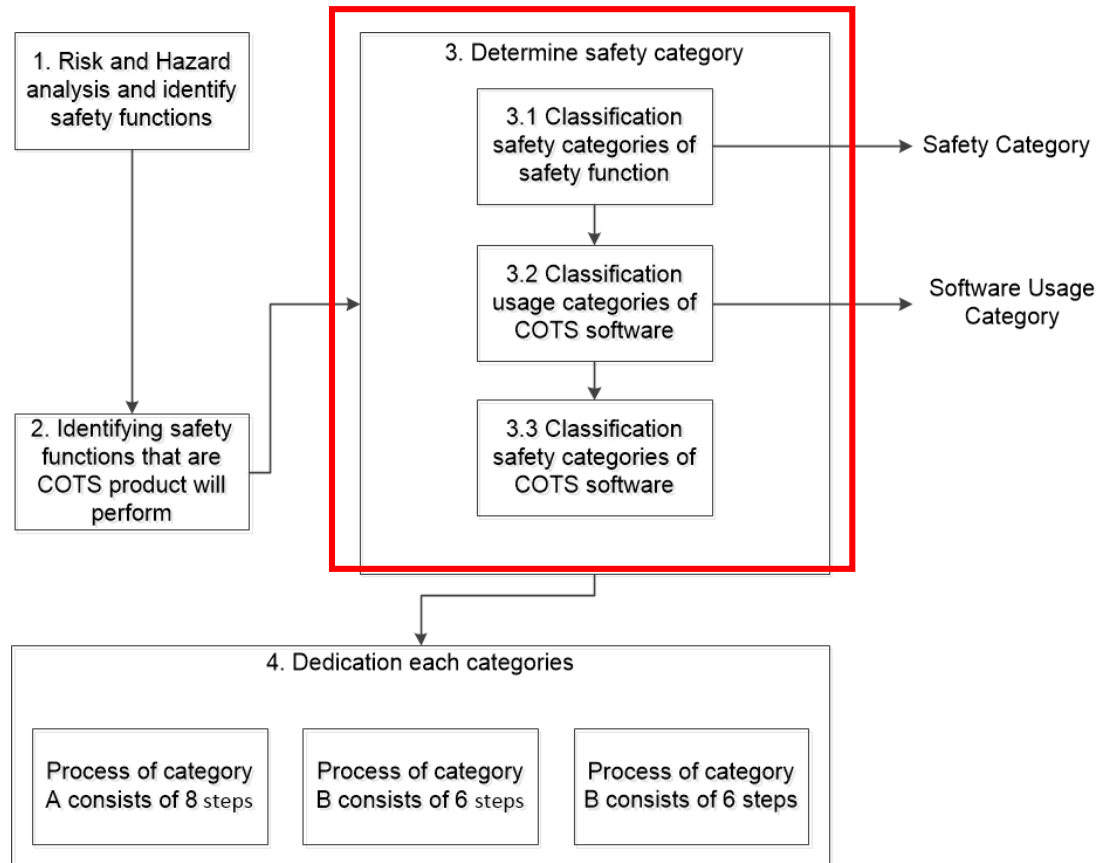 1. Risk and Hazard
analysis and identify
safety functions
3. Determine safety category
3.1 Classification
safety categories of
safety function
Safety Category
3.2 Classification
usage categories of
COTS software
Software Usage
Category
3.3 Classification
safety categories of
COTS software
2. Identifying safety
functions that are
COTS product will
perform
4. Dedication each categories
Process of category
A consists of 8 steps
Process of category
B consists of 6 steps
Process of category
B consists of 6 steps